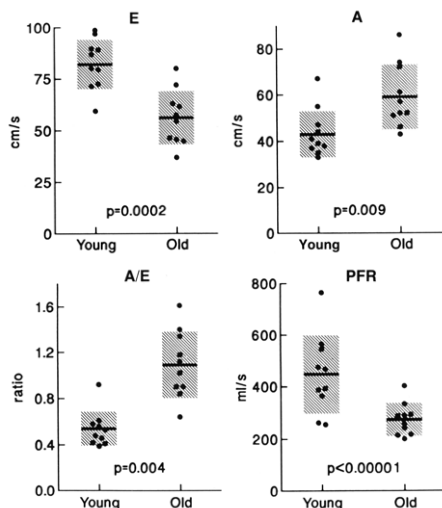 E
100
75
50
25
0
cm/s
p=0.0002
Young Old
A
80
60
40
0
cm/s
p=0.009
Young Old
A/E
1.6
1.2
0.8
0.4
0.0
ratio
p=0.004
Young Old
PFR
800
600
400
200
0
ml/s
p<0.00001
Young Old